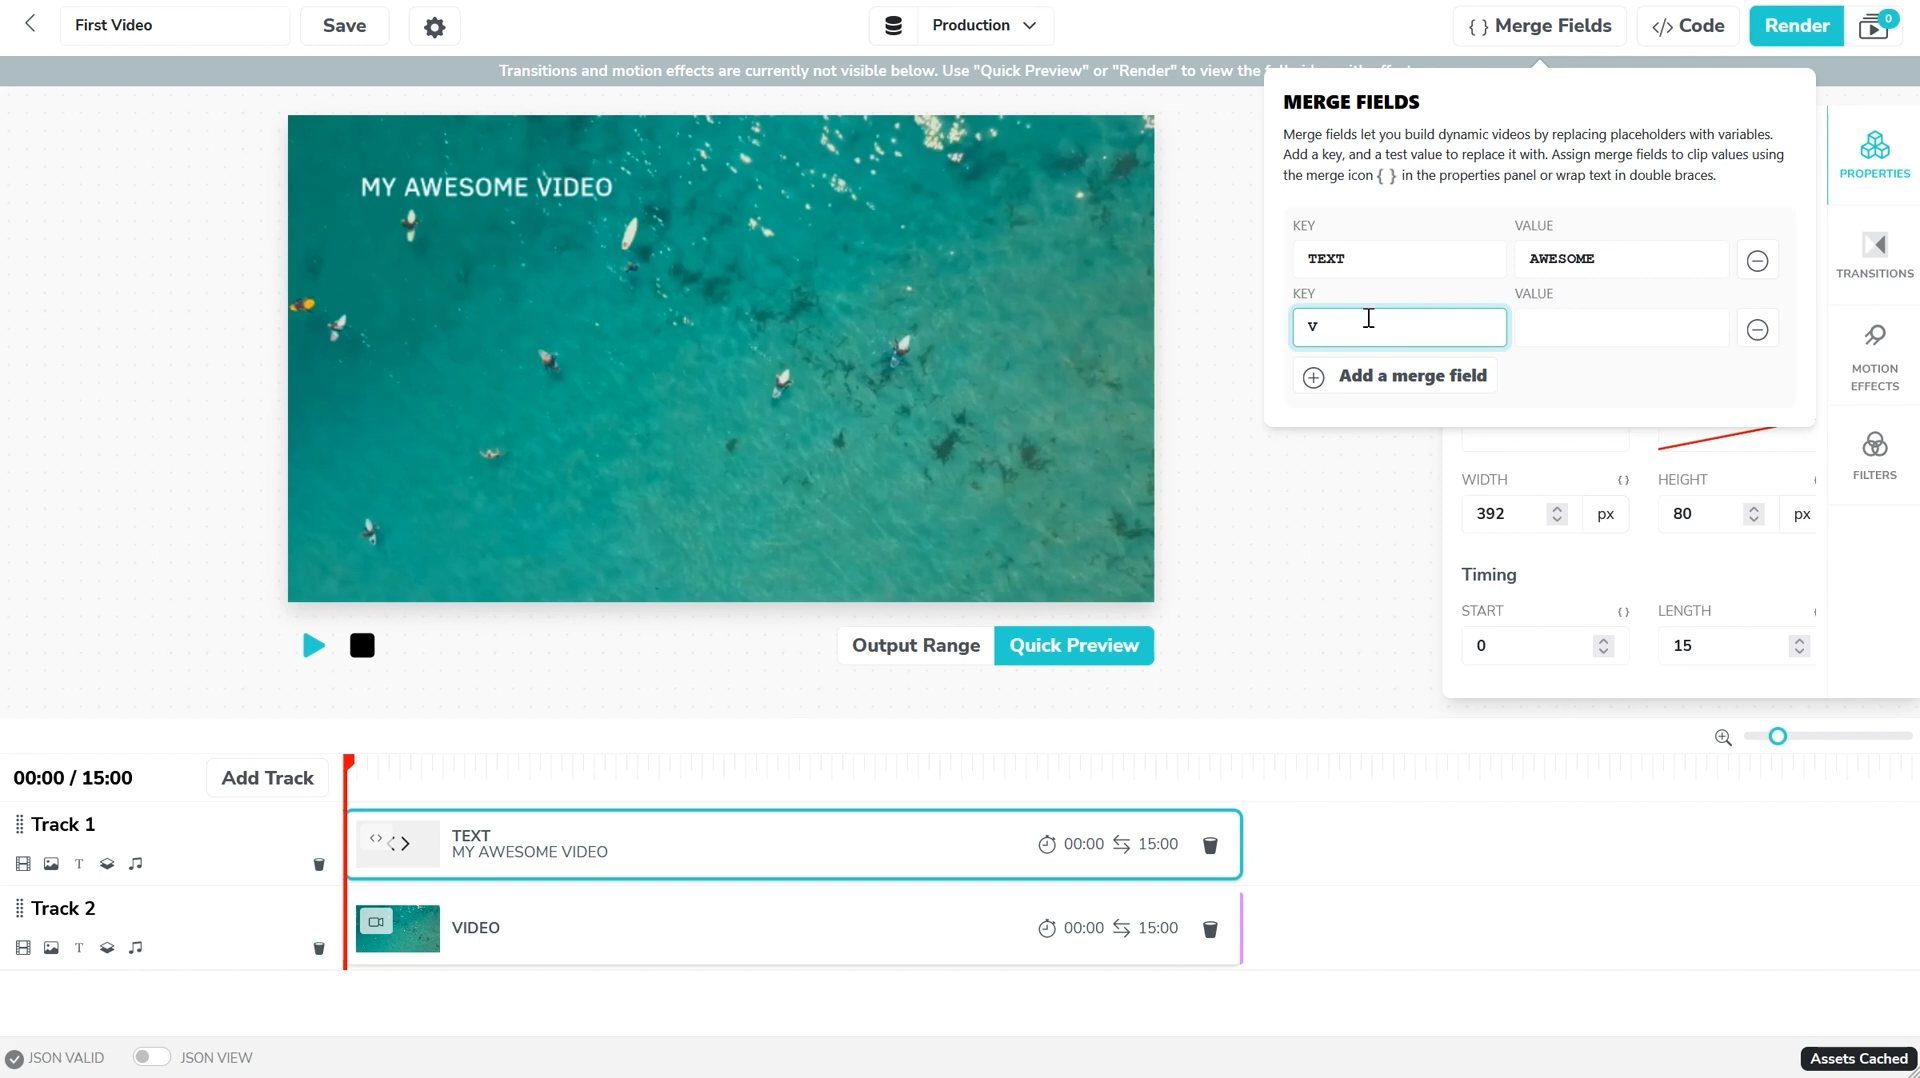 First Video
Save
Production
{ } Merge Fields
</> Code
Render
0
Transitions and motion effects are currently not visible below. Use "Quick Preview" or "Render" to view the
MERGE FIELDS
Merge fields let you build dynamic videos by replacing placeholders with variables.
Add a key, and a test value to replace it with. Assign merge fields to clip values using
the merge icon { } in the properties panel or wrap text in double braces.
KEY
VALUE
TEXT
AWESOME
KEY
VALUE
V
Add a merge field
MY AWESOME VIDEO
PROPERTIES
TRANSITIONS
MOTION
EFFECTS
FILTERS
WIDTH
{ }
HEIGHT
392
px
80
px
Timing
START
{ }
LENGTH
0
15
Output Range
Quick Preview
00:00 / 15:00
Add Track
Track 1
T
TEXT
MY AWESOME VIDEO
00:00
15:00
Track 2
T
VIDEO
00:00
15:00
JSON VALID
JSON VIEW
Assets Cached